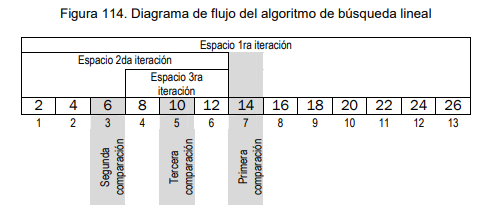 Figura 114. Diagrama de flujo del algoritmo de búsqueda lineal
Espacio 1ra iteración
Espacio 2da iteración
Espacio 3ra
iteración
2 4 6 8 10 12 14 16 18 20 22 24 26
1 2 3 4 5 6 7 8 9 10 11 12 13
Segunda
comparación
Tercera
comparación
Primera
comparación